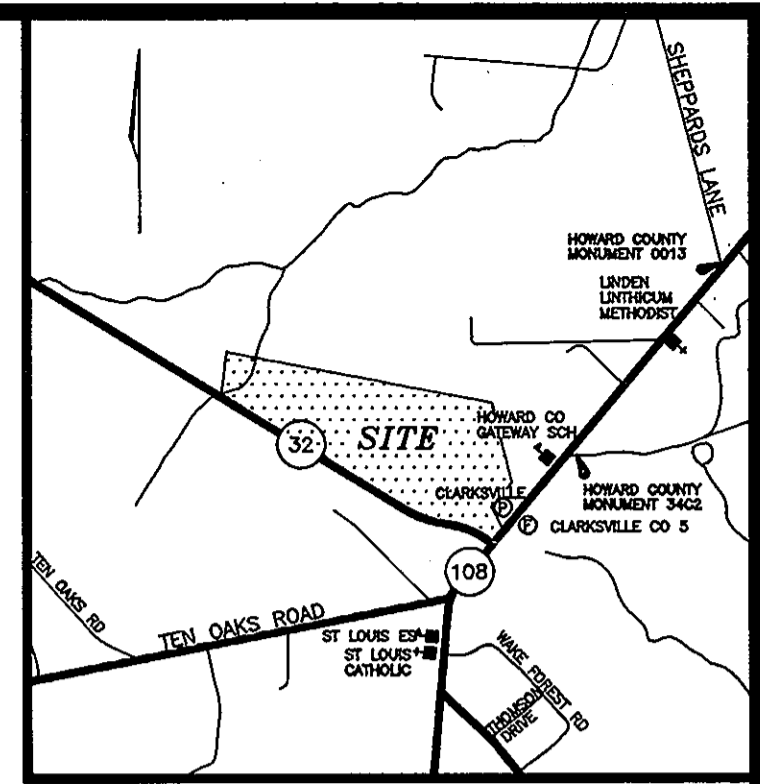 SHEPPARDS LANE
HOWARD COUNTY
MONUMENT 0013
LINDEN
LINTHICUM
METHODIST
HOWARD CO
GATEWAY SCH
32
SITE
CLARKSVILLE
P
HOWARD COUNTY
MONUMENT 34C2
F
CLARKSVILLE CO 5
108
TEN OAKS RD
TEN OAKS ROAD
ST LOUIS ES
ST LOUIS
CATHOLIC
WAKE FOREST RD
THOMSON
DRIVE